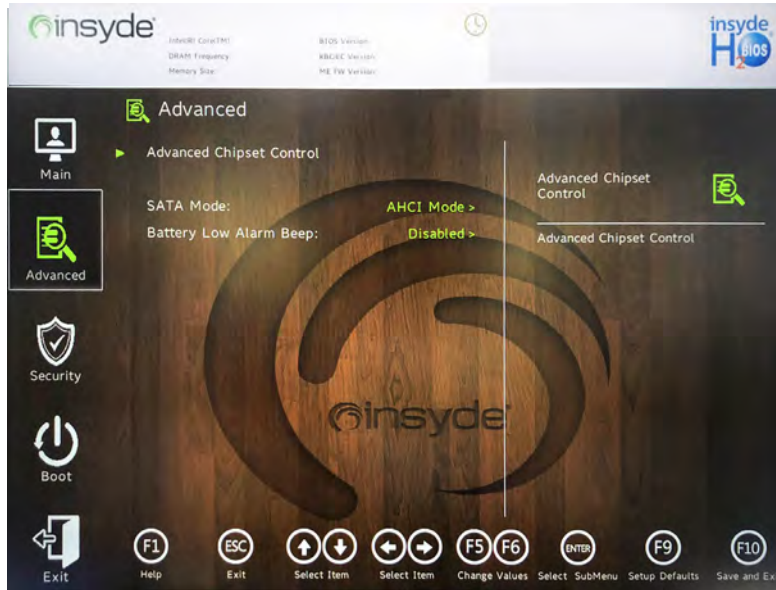 insyde
insyde
H2O
BIOS
Intel(R) Core(TM)
BIOS Version:
DRAM Frequency
KBC/EC Version:
Memory Size:
ME FW Version:
Main
Advanced
Security
Boot
Exit
Advanced
Advanced Chipset Control
SATA Mode: AHCI Mode >
Battery Low Alarm Beep: Disabled >
Advanced Chipset
Control
Advanced Chipset Control
insyde
F1
Help
ESC
Exit
Select Item
Select Item
F5 F6
Change Values
ENTER
Select SubMenu
F9
Setup Defaults
F10
Save and Ex